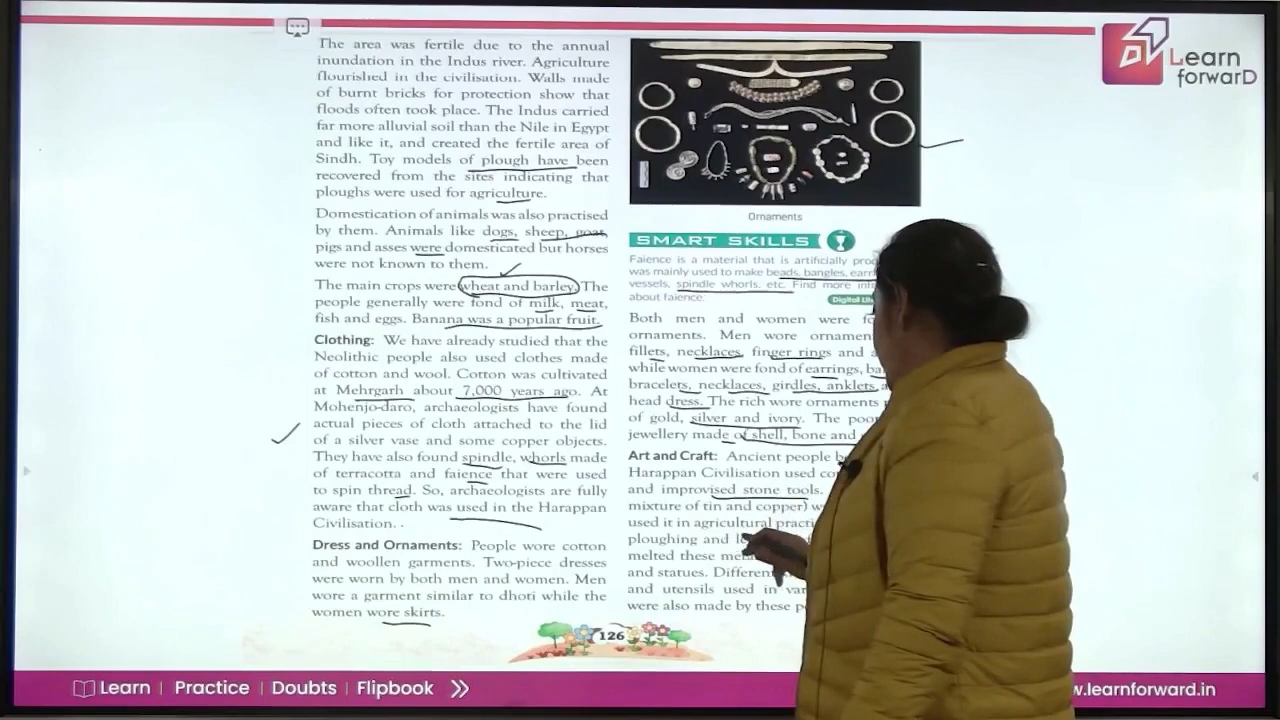 The area was fertile due to the annual
inundation in the Indus river. Agriculture
flourished in the civilisation. Walls made
of burnt bricks for protection show that
floods often took place. The Indus carried
far more alluvial soil than the Nile in Egypt
and like it, and created the fertile area of
Sindh. Toy models of plough have been
recovered from the sites indicating that
ploughs were used for agriculture.
Domestication of animals was also practised
by them. Animals like dogs, sheep, goat,
pigs and asses were domesticated but horses
were not known to them.
The main crops were wheat and barley. The
people generally were fond of milk, meat,
fish and eggs. Banana was a popular fruit.
Clothing: We have already studied that the
Neolithic people also used clothes made
of cotton and wool. Cotton was cultivated
at Mehrgarh about 7,000 years ago. At
Mohenjo-daro, archaeologists have found
actual pieces of cloth attached to the lid
of a silver vase and some copper objects.
They have also found spindle, whorls made
of terracotta and faience that were used
to spin thread. So, archaeologists are fully
aware that cloth was used in the Harappan
Civilisation.
Dress and Ornaments: People wore cotton
and woollen garments. Two-piece dresses
were worn by both men and women. Men
wore a garment similar to dhoti while the
women wore skirts.
Ornaments
SMART SKILLS
Faience is a material that is artificially
was mainly used to make beads, bangles,
vessels, spindle whorls, etc. Find more
about faience.
Digital
Both men and women were
ornaments. Men wore
fillets, necklaces, finger rings and
while women were fond of earrings,
bracelets, necklaces, girdles, anklets,
head dress. The rich wore ornaments
of gold, silver and ivory. The
jewellery made of shell, bone and
Art and Craft: Ancient people
Harappan Civilisation used
and improvised stone tools.
mixture of tin and copper)
used it in agricultural
ploughing and
melted these
and statues.
and utensils used in
were also made by these
126
Learn
forwarD
Learn | Practice | Doubts | Flipbook
.learnforward.in